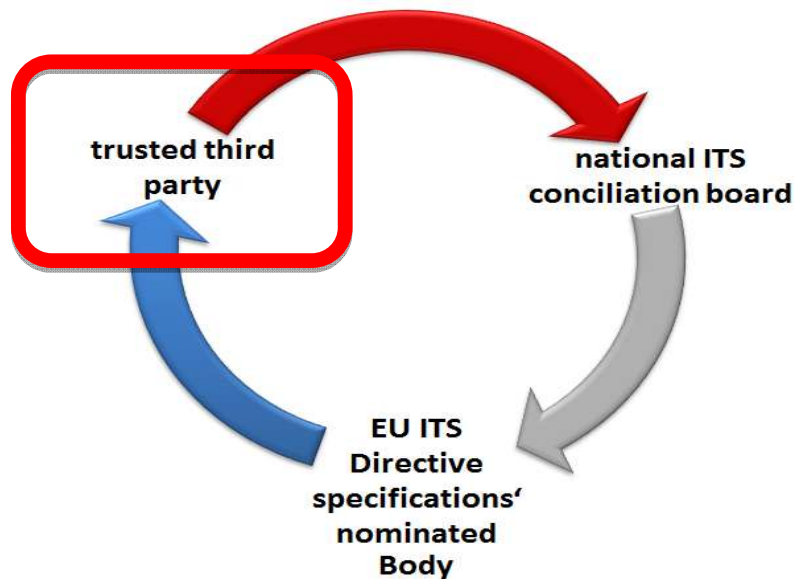 trusted third
party
national ITS
conciliation board
EU ITS
Directive
specifications‘
nominated
Body